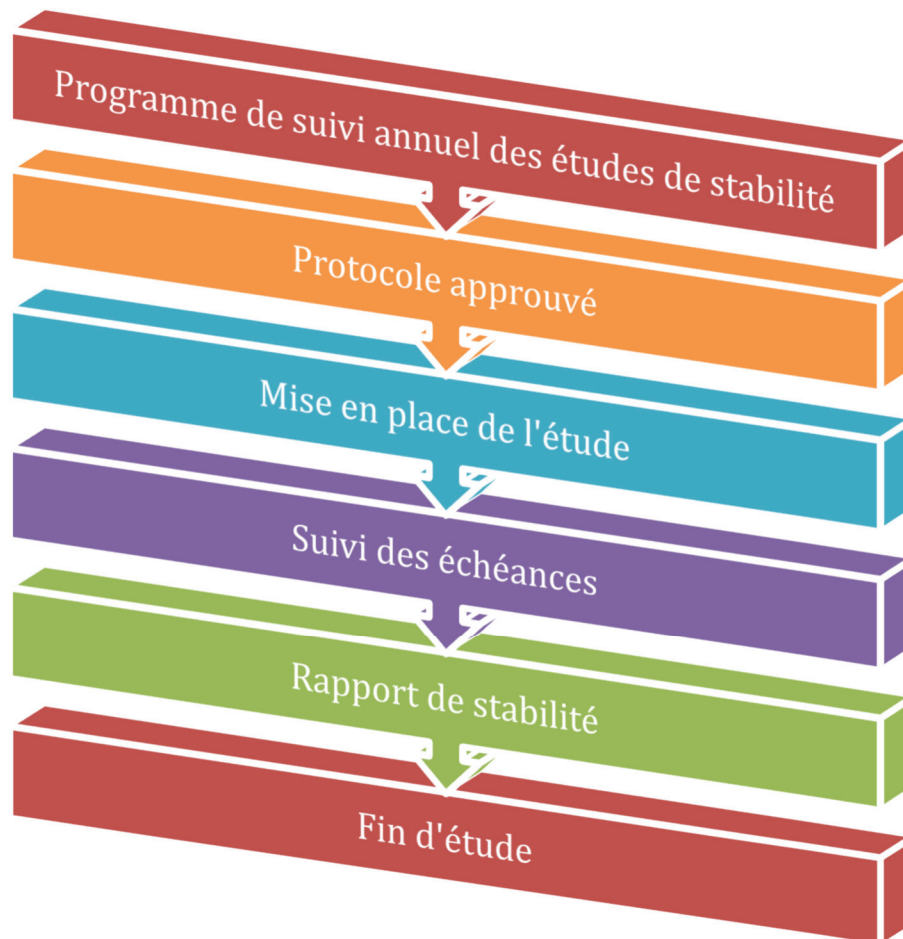 Programme de suivi annuel des études de stabilité
Protocole approuvé
Mise en place de l'étude
Suivi des échéances
Rapport de stabilité
Fin d'étude